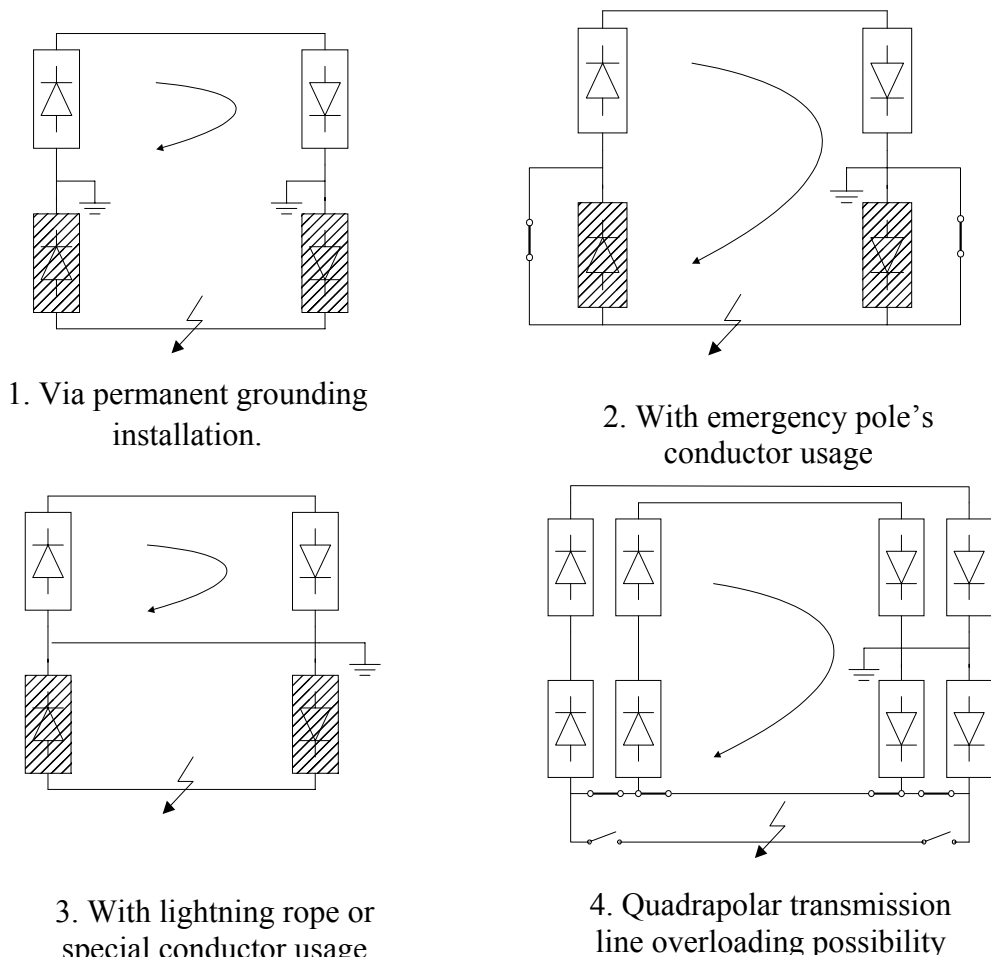 1. Via permanent grounding
installation.
2. With emergency pole’s
conductor usage
3. With lightning rope or
special conductor usage
4. Quadrapolar transmission
line overloading possibility